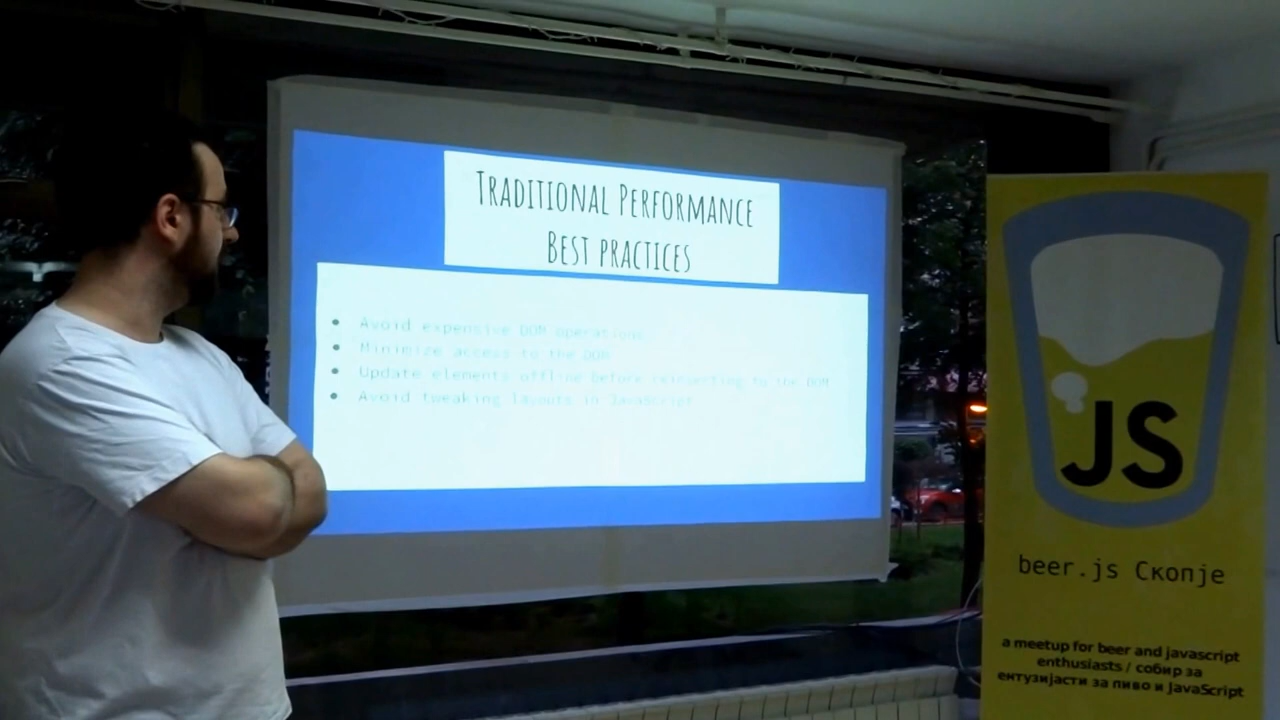 TRADITIONAL PERFORMANCE
BEST PRACTICES
Avoid expensive DOM operations
Minimize access to the DOM
Update elements offline before reinserting to the DOM
Avoid tweaking layouts in JavaScript
JS
beer.js Скопје
a meetup for beer and javascript
enthusiasts / собир за
ентузијасти за пиво и JavaScript